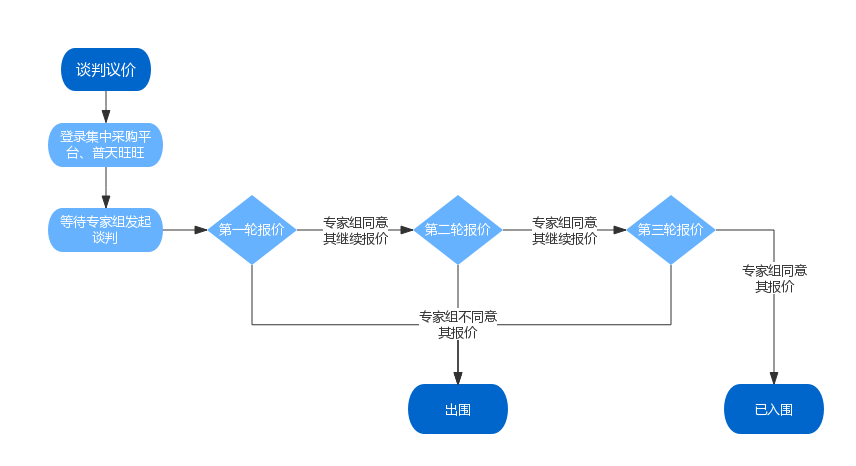 谈判议价
登录集中采购平
台、普天旺旺
等待专家组发起
谈判
第一轮报价
专家组同意
其继续报价
第二轮报价
专家组同意
其继续报价
第三轮报价
专家组同意
其报价
专家组不同意
其报价
出围
已入围